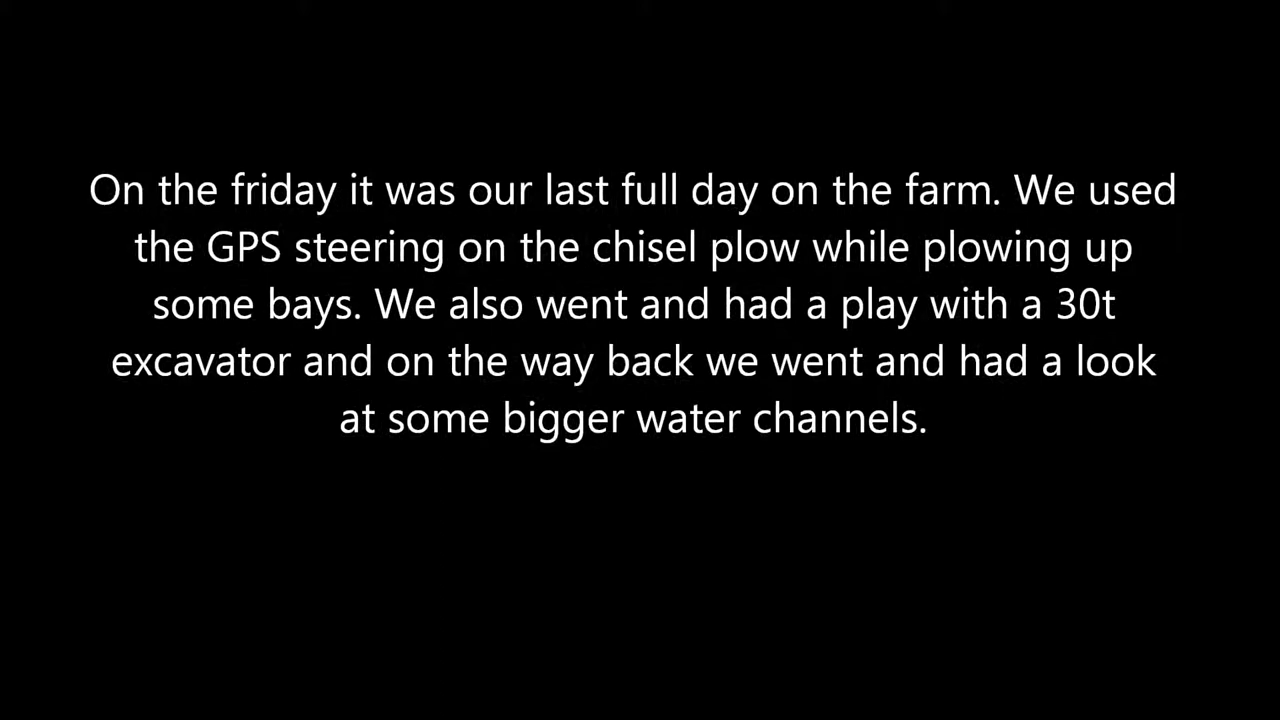 On the friday it was our last full day on the farm. We used
the GPS steering on the chisel plow while plowing up
some bays. We also went and had a play with a 30t
excavator and on the way back we went and had a look
at some bigger water channels.